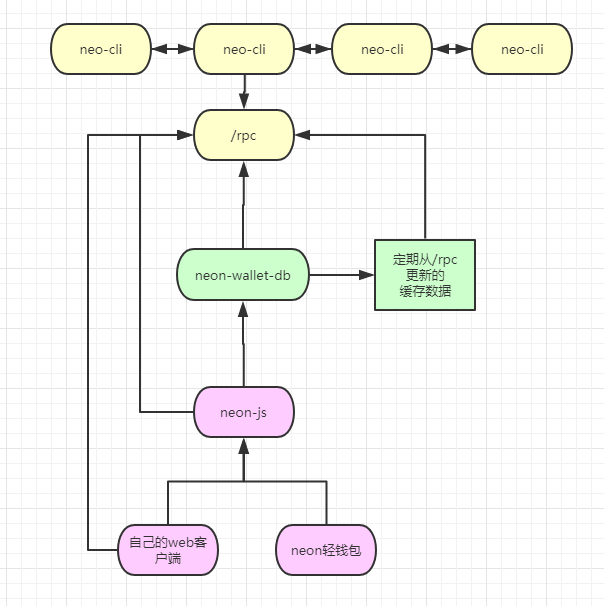 neo-cli
neo-cli
neo-cli
neo-cli
/rpc
neon-wallet-db
定期从/rpc
更新的
缓存数据
neon-js
自己的web客
户端
neon轻钱包